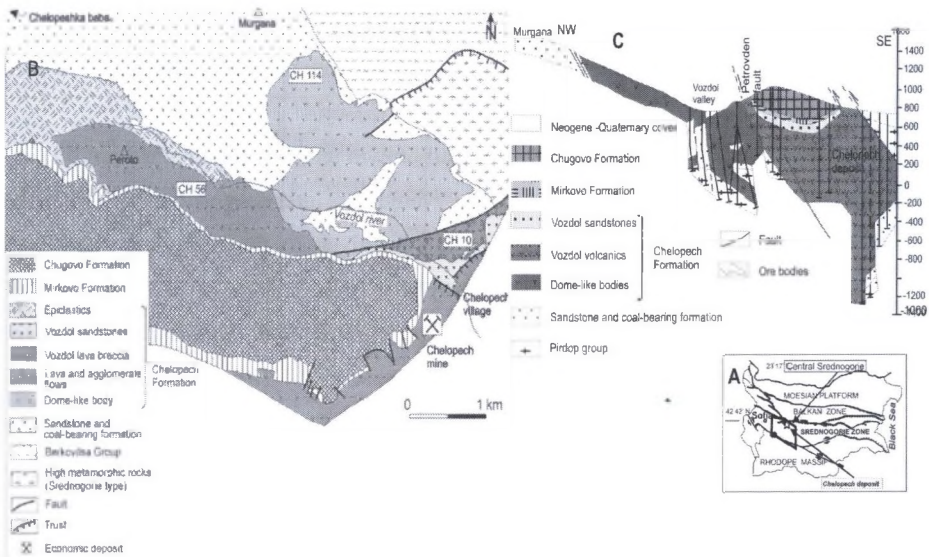 Chelopeshka baba
Murgana
N
B
CH 114
Perata
CH 56
Vozdol river
CH 10
Chelopech
village
Chelopech
mine
0 1 km
Chugovo Formation
Mirkovo Formation
Epiclastics
Vozdol sandstones
Vozdol lava breccia
Lava and agglomerate
flows
Dome-like body
Chelopech
Formation
Sandstone and
coal-bearing formation
Berkovitsa Group
High metamorphic rocks
(Srednogorie type)
Fault
Trust
Economic deposit
Murgana NW
C
SE
Vozdol
valley
Petrovden
Fault
Chelopech
deposit
1400
1200
1000
800
600
400
200
0
-200
-400
-600
-800
-1200
Neogene -Quaternary cover
Chugovo Formation
Mirkovo Formation
Vozdol sandstones
Vozdol volcanics
Dome-like bodies
Chelopech
Formation
Fault
Ore bodies
Sandstone and coal-bearing formation
Pirdop group
A
Central Srednogorie
MOESIAN PLATFORM
42 42' N
Sofia
BALKAN ZONE
SREDNOGORIE ZONE
Black Sea
RHODOPE MASSIF
Chelopech deposit